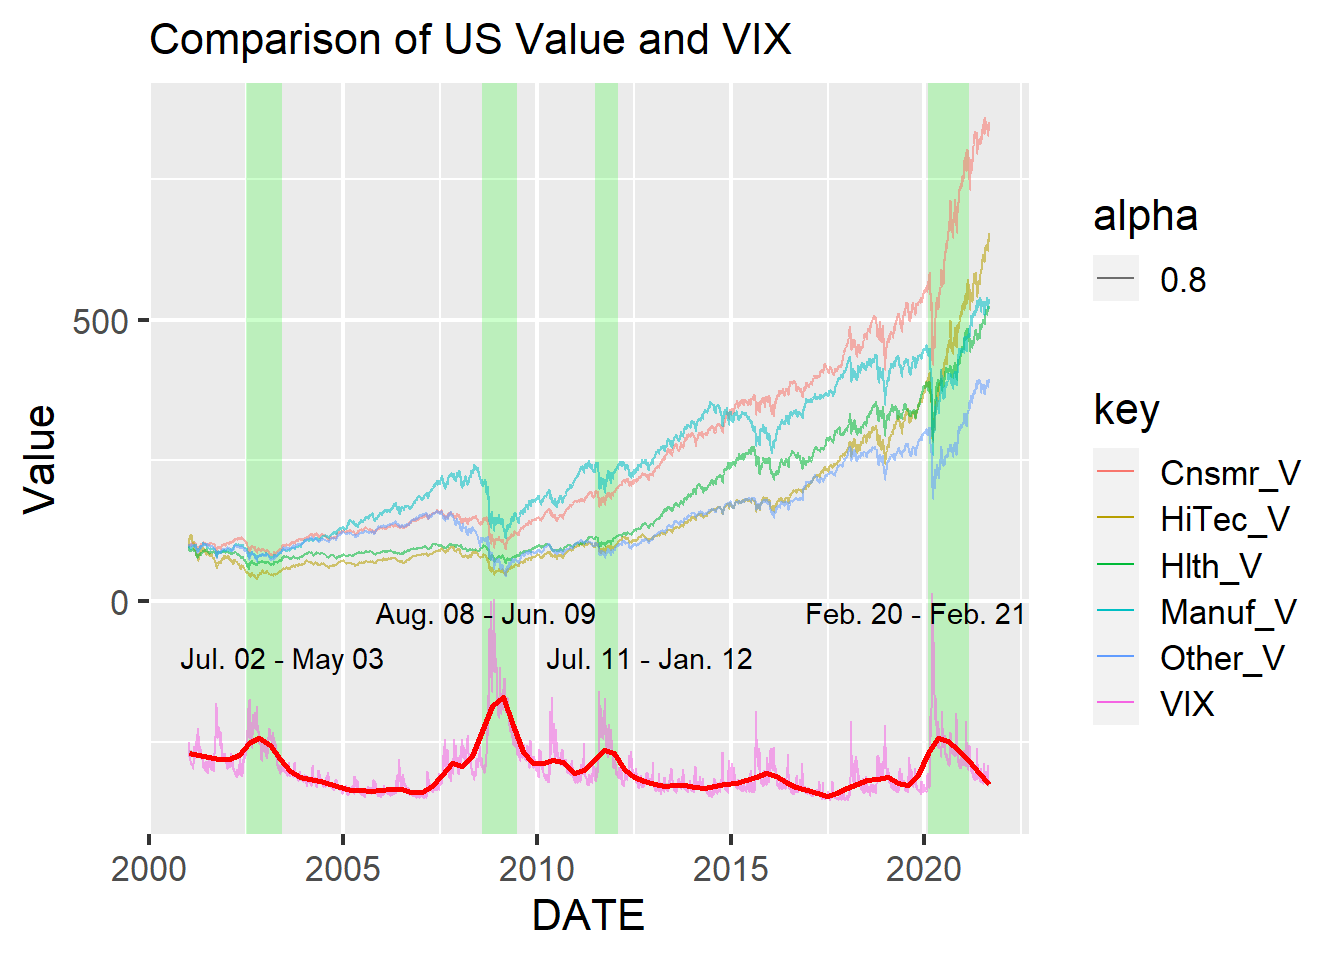 Comparison of US Value and VIX
Value
500
0
Aug. 08 - Jun. 09
Feb. 20 - Feb. 21
Jul. 02 - May 03
Jul. 11 - Jan. 12
2000
2005
2010
2015
2020
DATE
alpha
0.8
key
Cnsmr_V
HiTec_V
Hlth_V
Manuf_V
Other_V
VIX